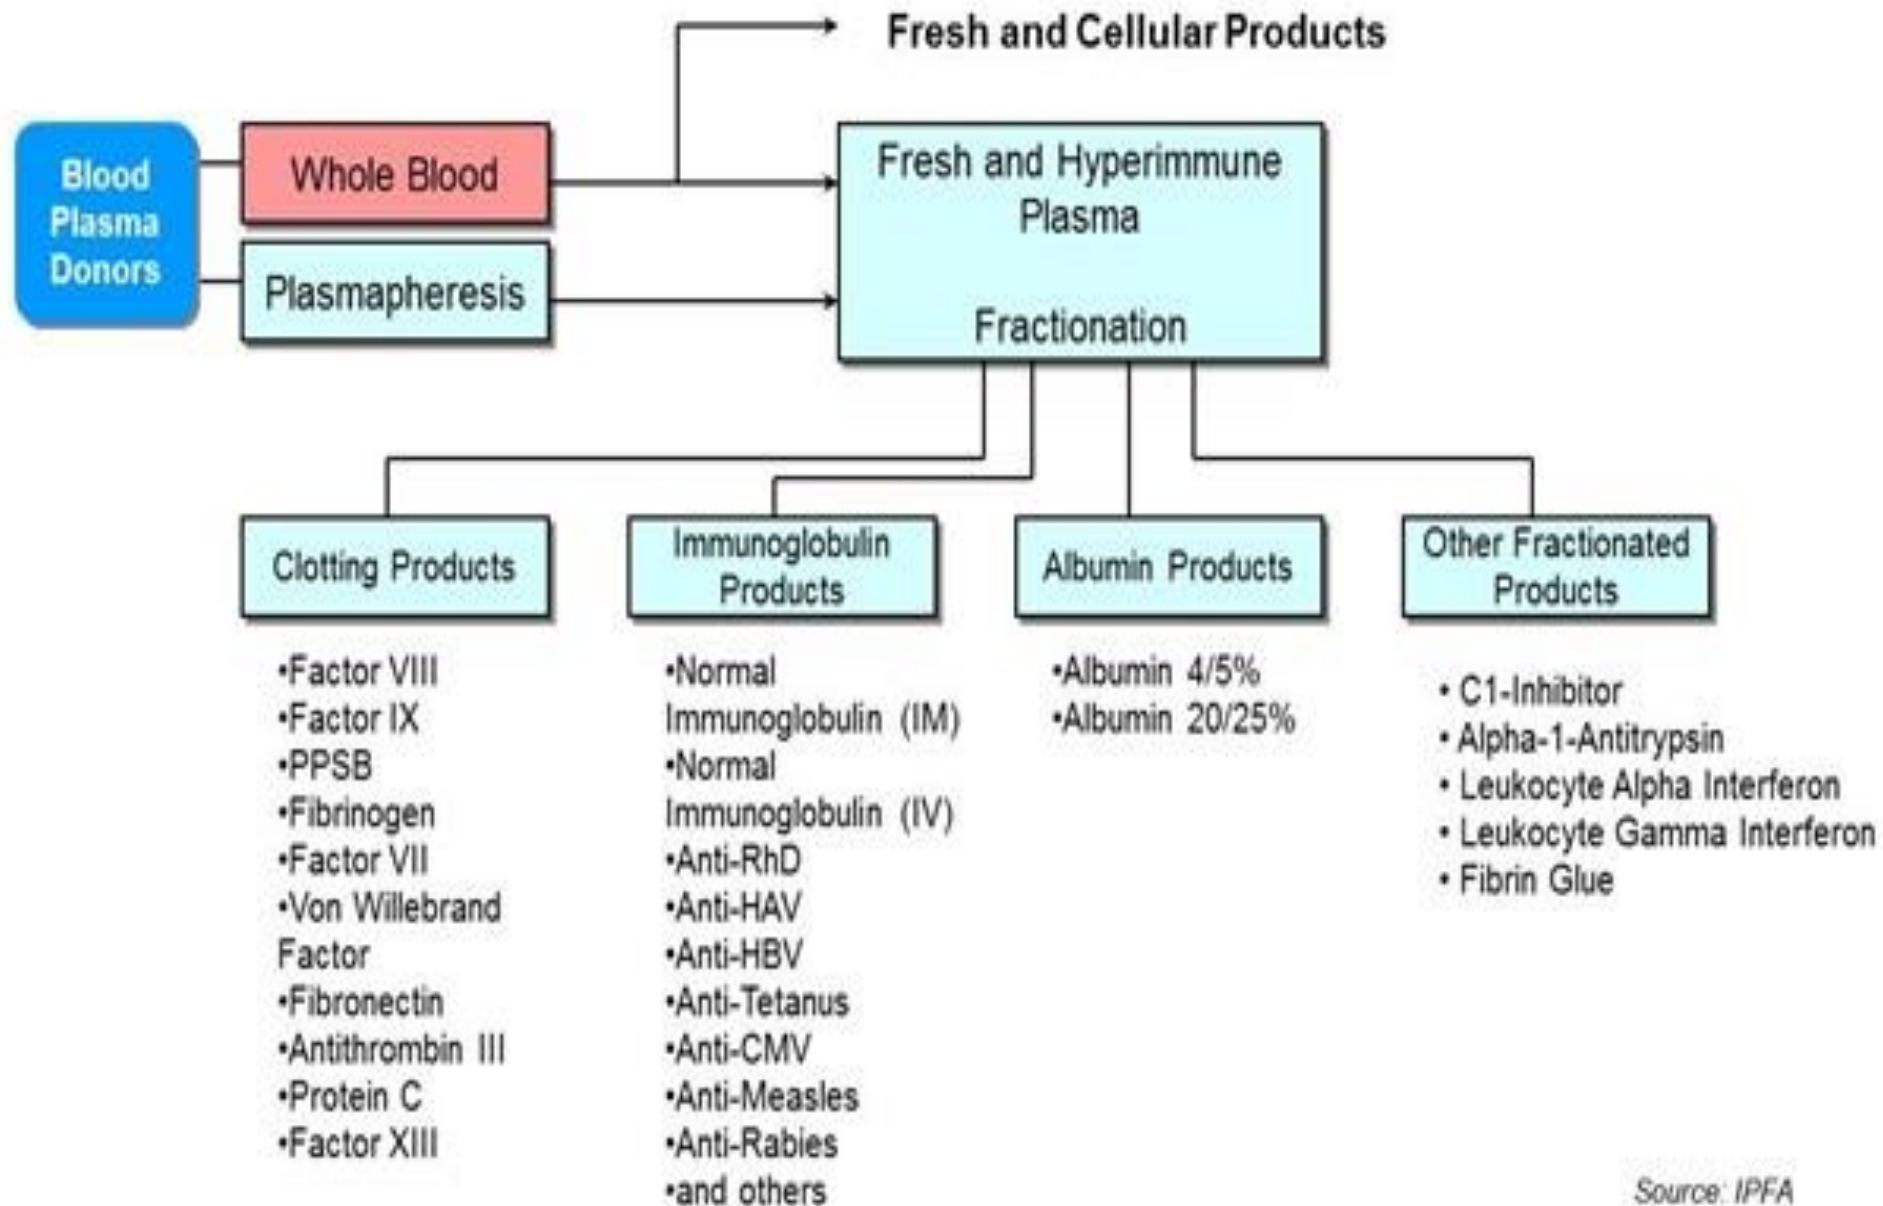 Fresh and Cellular Products
Blood
Plasma
Donors
Whole Blood
Plasmapheresis
Fresh and Hyperimmune
Plasma
Fractionation
Clotting Products
•Factor VIII
•Factor IX
•PPSB
•Fibrinogen
•Factor VII
•Von Willebrand
Factor
•Fibronectin
•Antithrombin III
•Protein C
•Factor XIII
Immunoglobulin
Products
•Normal
Immunoglobulin (IM)
•Normal
Immunoglobulin (IV)
•Anti-RhD
•Anti-HAV
•Anti-HBV
•Anti-Tetanus
•Anti-CMV
•Anti-Measles
•Anti-Rabies
•and others
Albumin Products
•Albumin 4/5%
•Albumin 20/25%
Other Fractionated
Products
• C1-Inhibitor
• Alpha-1-Antitrypsin
• Leukocyte Alpha Interferon
• Leukocyte Gamma Interferon
• Fibrin Glue
Source: IPFA